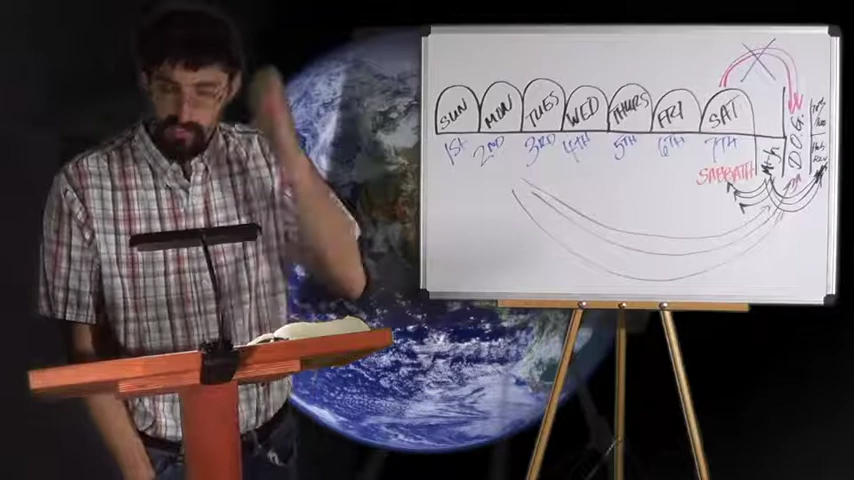 SUN MON TUES WED THURS FRI SAT
1ST 2ND 3RD 4TH 5TH 6TH 7TH
SABBATH